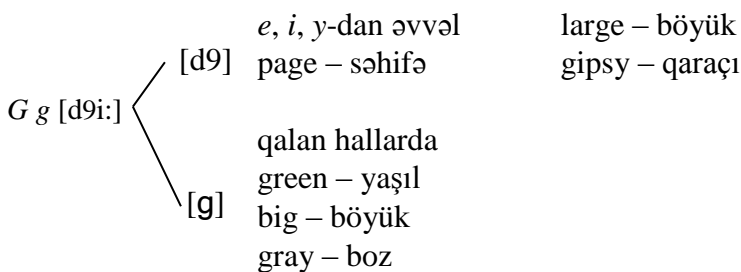 e, i, y-dan əvvəl large – böyük
[d9] page – səhifə gipsy – qaraçı
G g [d9i:]
qalan hallarda
green – yaşıl
[g] big – böyük
gray – boz